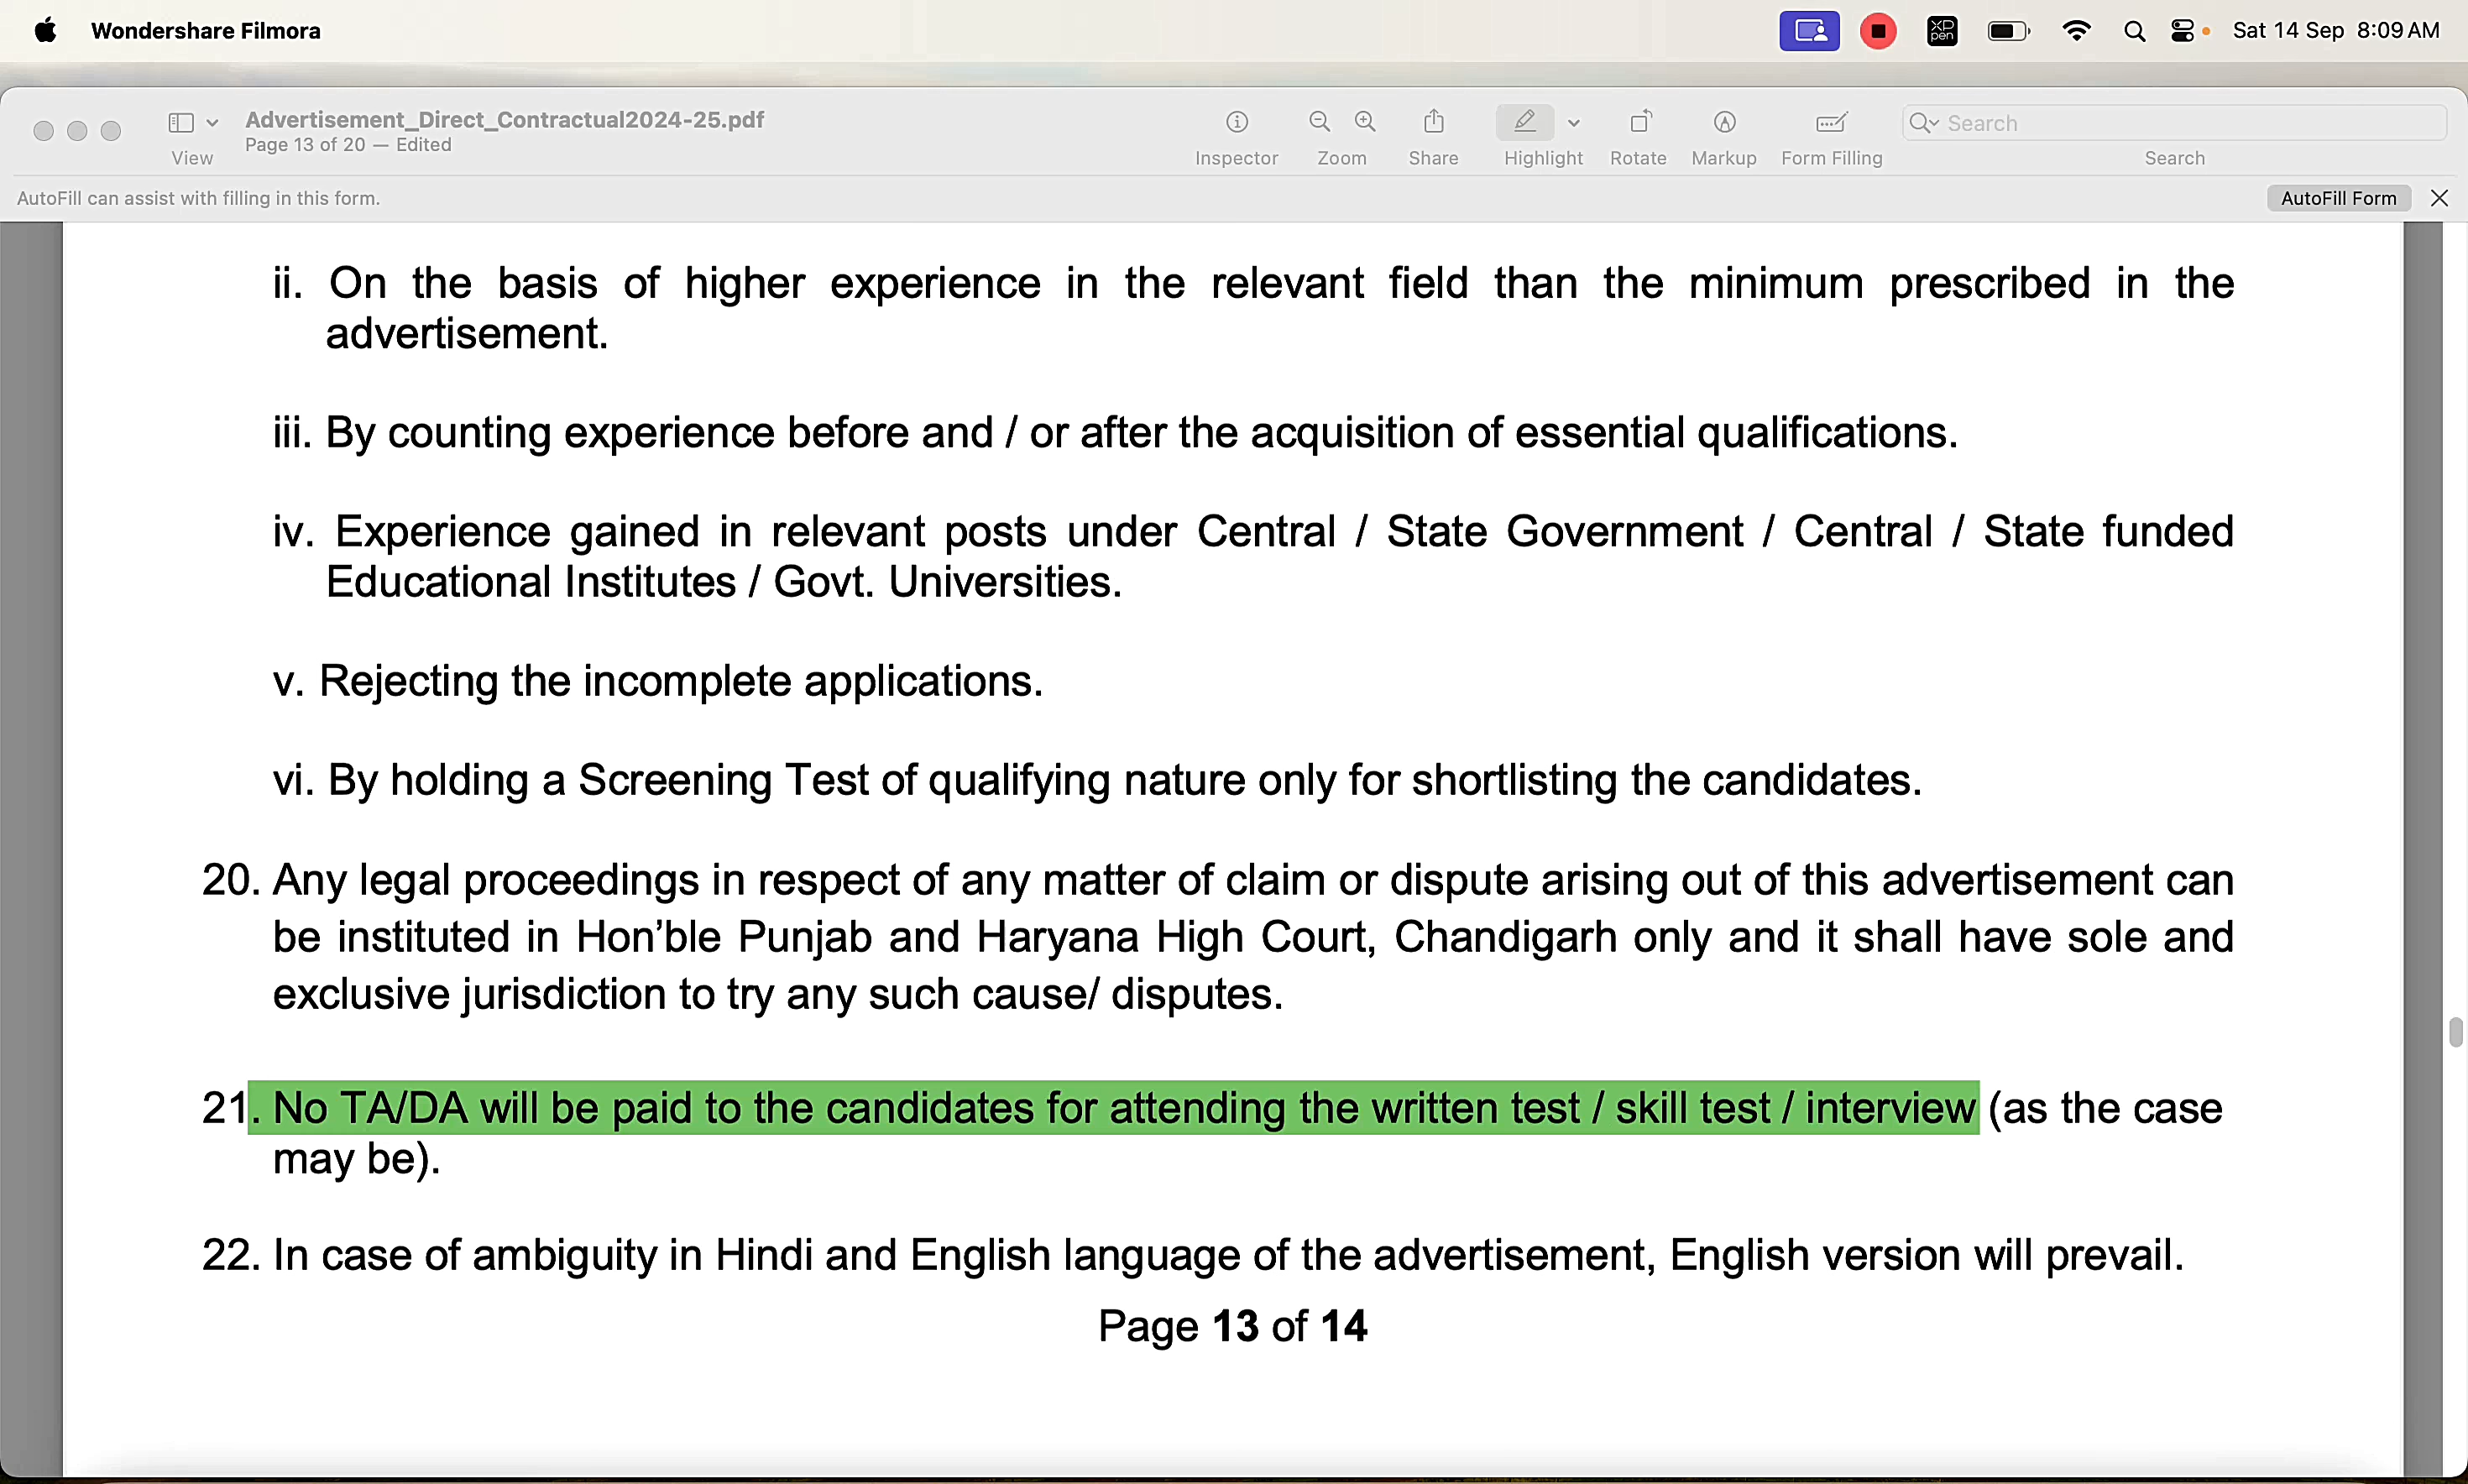 Wondershare Filmora
XP
pen
Sat 14 Sep 8:09 AM
Advertisement_Direct_Contractual2024-25.pdf
Page 13 of 20 — Edited
View
Inspector
Zoom
Share
Highlight
Rotate
Markup
Form Filling
Search
Search
AutoFill can assist with filling in this form.
AutoFill Form
ii. On the basis of higher experience in the relevant field than the minimum prescribed in the
advertisement.
iii. By counting experience before and / or after the acquisition of essential qualifications.
iv. Experience gained in relevant posts under Central / State Government / Central / State funded
Educational Institutes / Govt. Universities.
v. Rejecting the incomplete applications.
vi. By holding a Screening Test of qualifying nature only for shortlisting the candidates.
20. Any legal proceedings in respect of any matter of claim or dispute arising out of this advertisement can
be instituted in Hon’ble Punjab and Haryana High Court, Chandigarh only and it shall have sole and
exclusive jurisdiction to try any such cause/ disputes.
21. No TA/DA will be paid to the candidates for attending the written test / skill test / interview (as the case
may be).
22. In case of ambiguity in Hindi and English language of the advertisement, English version will prevail.
Page 13 of 14